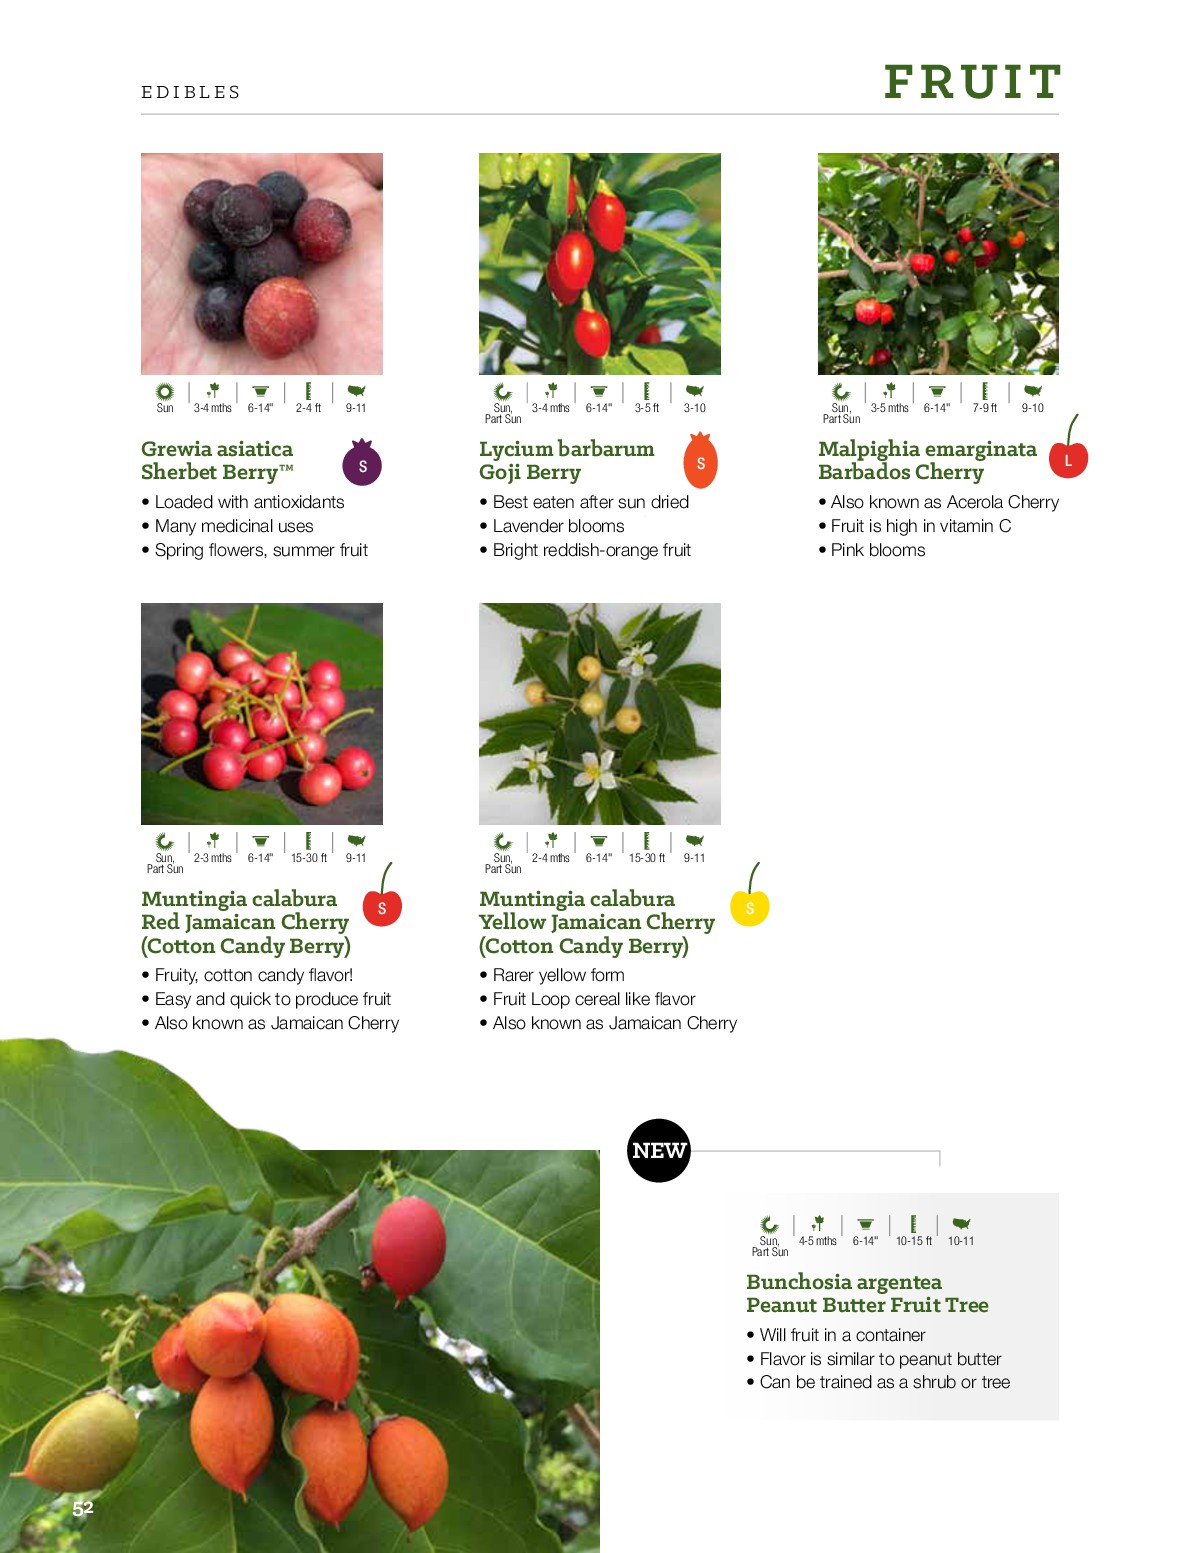 EDIBLES
FRUIT
Sun
3-4 mths
6-14"
2-4 ft
9-11
Grewia asiatica
Sherbet Berry™
S
• Loaded with antioxidants
• Many medicinal uses
• Spring flowers, summer fruit
Sun,
Part Sun
3-4 mths
6-14"
3-5 ft
3-10
Lycium barbarum
Goji Berry
S
• Best eaten after sun dried
• Lavender blooms
• Bright reddish-orange fruit
Sun,
Part Sun
3-5 mths
6-14"
7-9 ft
9-10
Malpighia emarginata
Barbados Cherry
L
• Also known as Acerola Cherry
• Fruit is high in vitamin C
• Pink blooms
Sun,
Part Sun
2-3 mths
6-14"
15-30 ft
9-11
Muntingia calabura
Red Jamaican Cherry
(Cotton Candy Berry)
S
• Fruity, cotton candy flavor!
• Easy and quick to produce fruit
• Also known as Jamaican Cherry
Sun,
Part Sun
2-4 mths
6-14"
15-30 ft
9-11
Muntingia calabura
Yellow Jamaican Cherry
(Cotton Candy Berry)
S
• Rarer yellow form
• Fruit Loop cereal like flavor
• Also known as Jamaican Cherry
NEW
Sun,
Part Sun
4-5 mths
6-14"
10-15 ft
10-11
Bunchosia argentea
Peanut Butter Fruit Tree
• Will fruit in a container
• Flavor is similar to peanut butter
• Can be trained as a shrub or tree
52